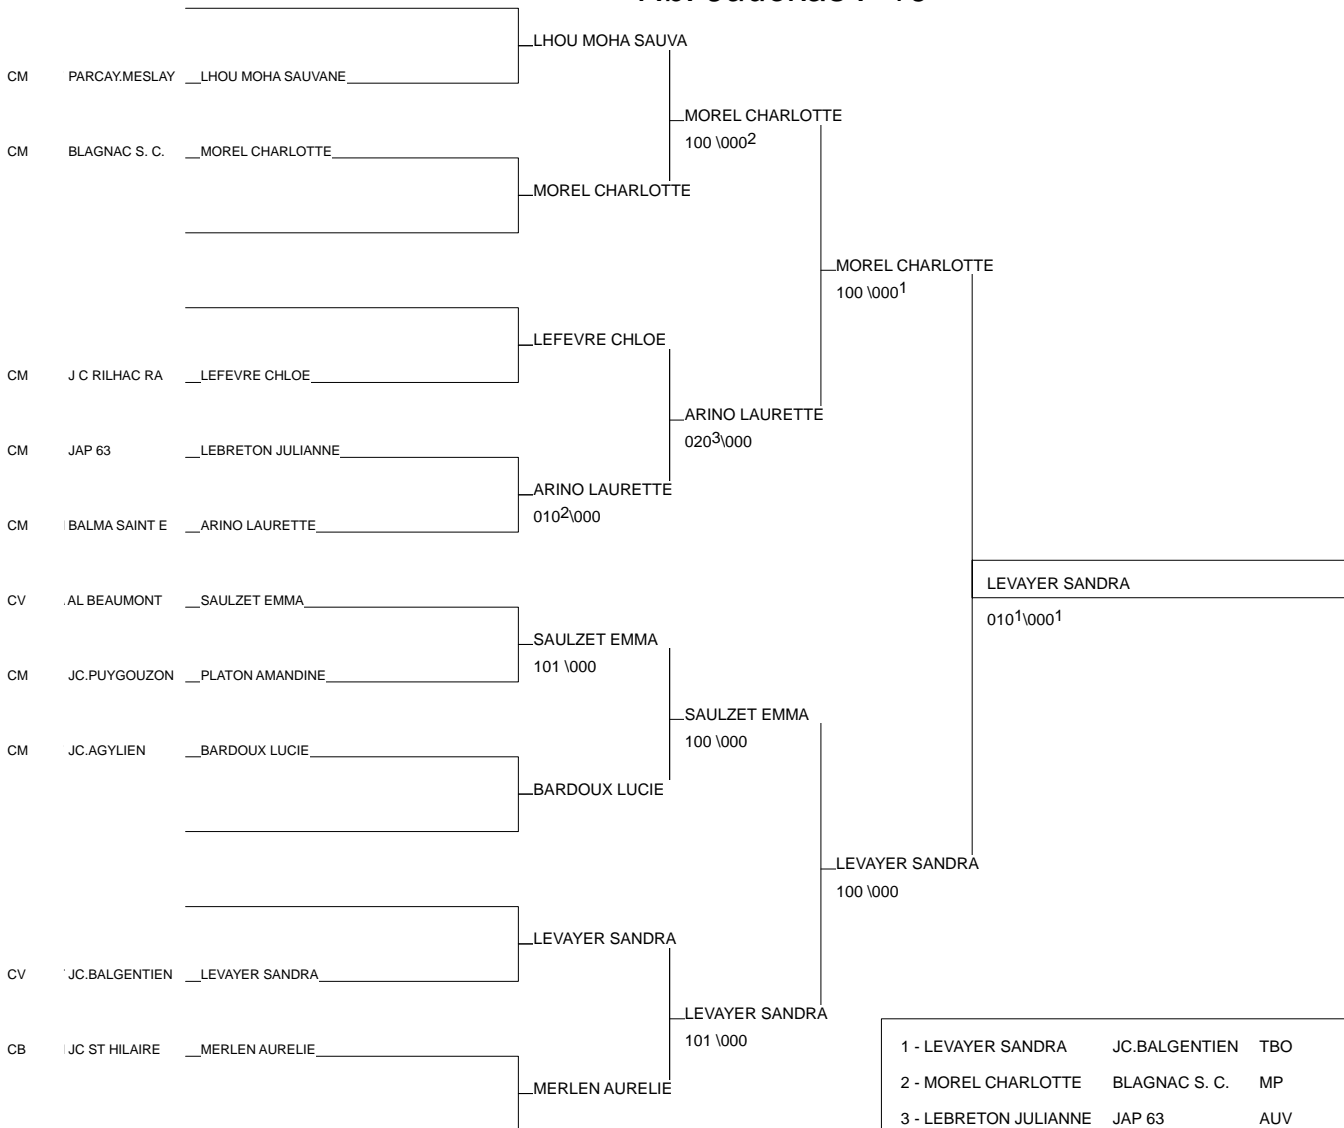 LHOU MOHA SAUVA
CM PARCAY.MESLAY LHOU MOHA SAUVANE
MOREL CHARLOTTE
100 \000²
CM BLAGNAC S. C. MOREL CHARLOTTE
MOREL CHARLOTTE
MOREL CHARLOTTE
100 \000¹
LEFEVRE CHLOE
CM J C RILHAC RA LEFEVRE CHLOE
ARINO LAURETTE
020³\000
CM JAP 63 LEBRETON JULIANNE
ARINO LAURETTE
010²\000
CM BALMA SAINT E ARINO LAURETTE
LEVAYER SANDRA
010¹\000¹
CV AL BEAUMONT SAULZET EMMA
SAULZET EMMA
101 \000
CM JC.PUYGOUZON PLATON AMANDINE
SAULZET EMMA
100 \000
CM JC.AGYLIEN BARDOUX LUCIE
BARDOUX LUCIE
LEVAYER SANDRA
100 \000
LEVAYER SANDRA
CV JC.BALGENTIEN LEVAYER SANDRA
LEVAYER SANDRA
101 \000
CB JC ST HILAIRE MERLEN AURELIE
MERLEN AURELIE
1 - LEVAYER SANDRA JC.BALGENTIEN TBO
2 - MOREL CHARLOTTE BLAGNAC S. C. MP
3 - LEBRETON JULIANNE JAP 63 AUV